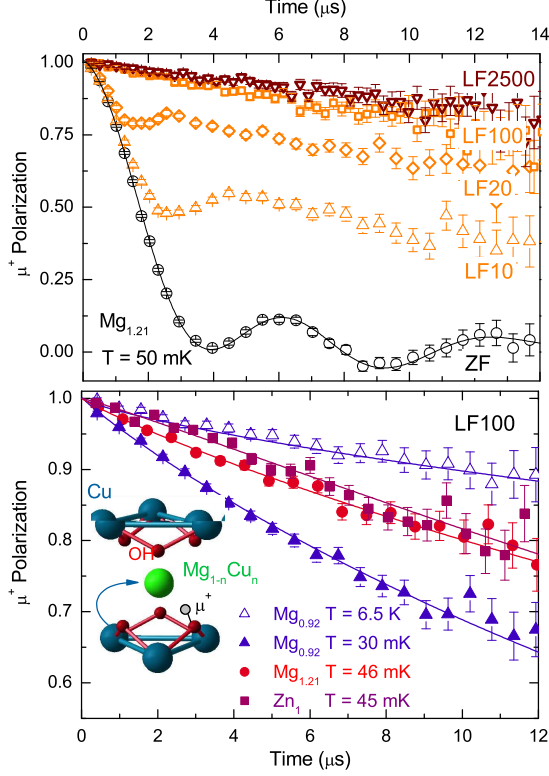 Time (μs)
0 2 4 6 8 10 12 14
1.00
0.75
0.50
0.25
0.00
μ+ Polarization
LF2500
LF100
LF20
LF10
ZF
Mg1.21
T = 50 mK
1.0
0.9
0.8
0.7
0.6
μ+ Polarization
LF100
Cu
OH
Mg1-nCun
μ+
Mg0.92 T = 6.5 K
Mg0.92 T = 30 mK
Mg1.21 T = 46 mK
Zn1 T = 45 mK
0 2 4 6 8 10 12
Time (μs)